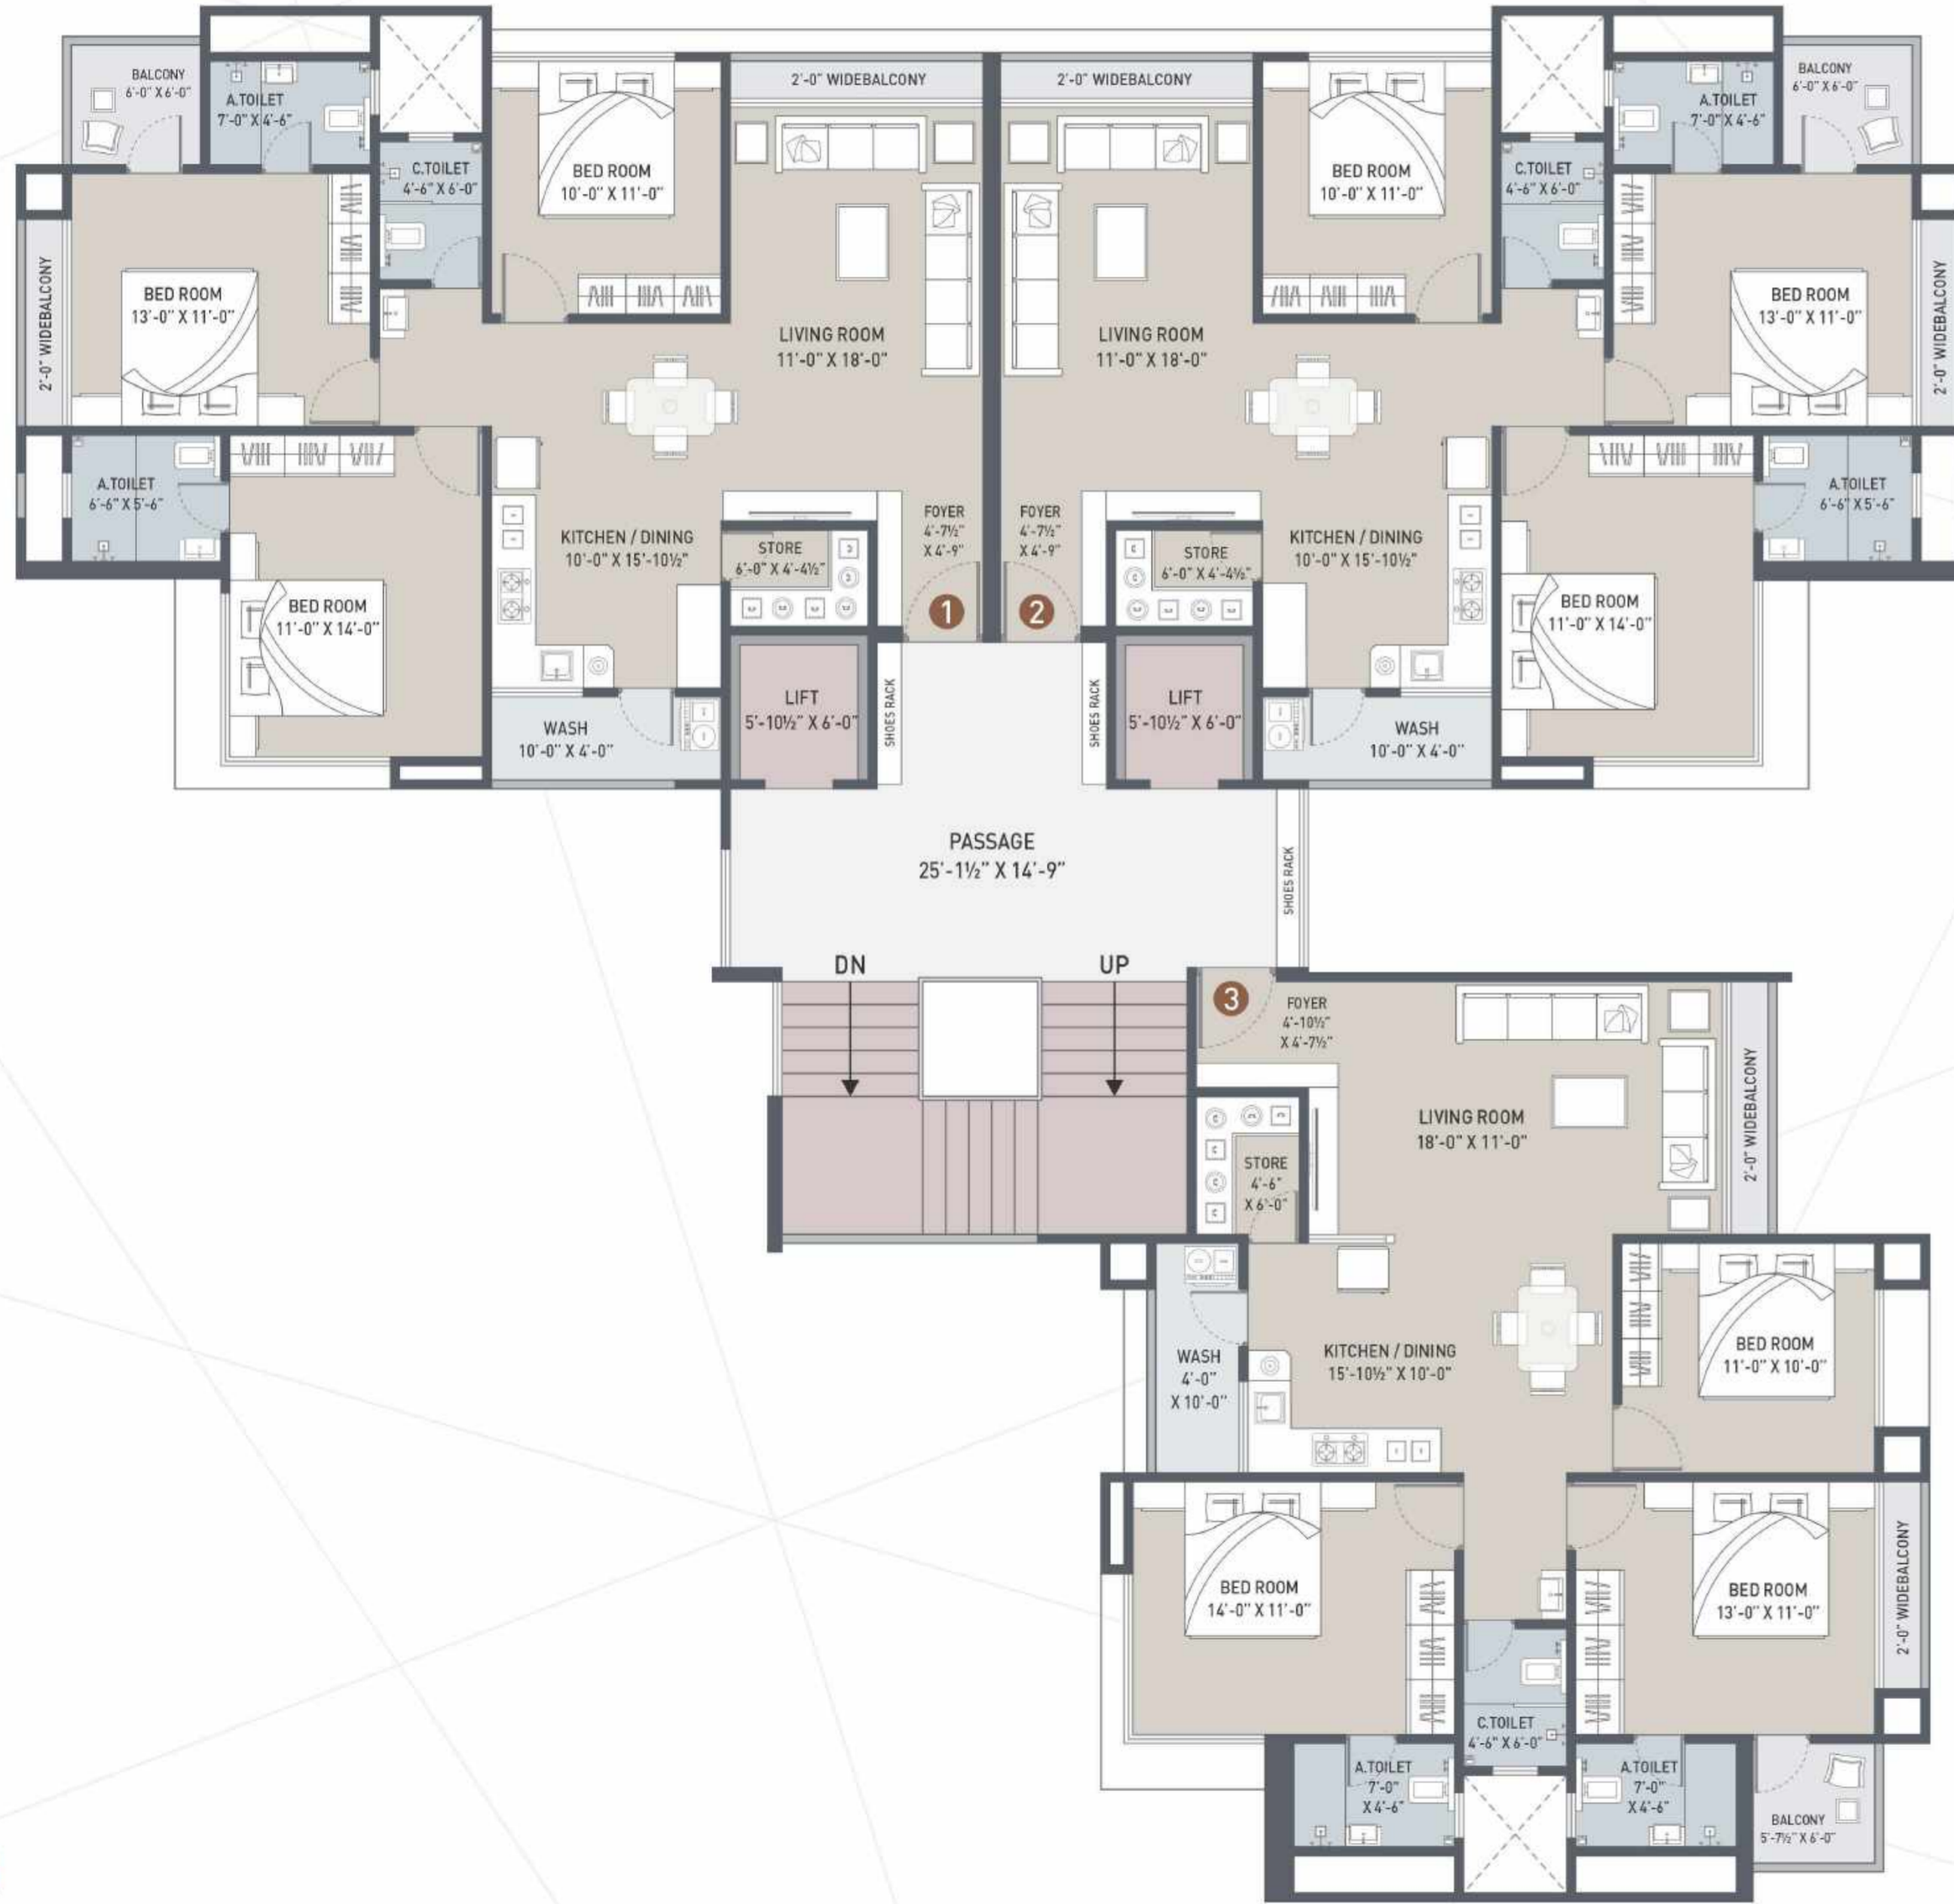 BALCONY
6'-0" X 6'-0"
A.TOILET
7'-0" X 4'-6"
C.TOILET
4'-6" X 6'-0"
BED ROOM
10'-0" X 11'-0"
2'-0" WIDEBALCONY
2'-0" WIDEBALCONY
BED ROOM
10'-0" X 11'-0"
C.TOILET
4'-6" X 6'-0"
A.TOILET
7'-0" X 4'-6"
BALCONY
6'-0" X 6'-0"
2'-0" WIDEBALCONY
BED ROOM
13'-0" X 11'-0"
LIVING ROOM
11'-0" X 18'-0"
LIVING ROOM
11'-0" X 18'-0"
BED ROOM
13'-0" X 11'-0"
2'-0" WIDEBALCONY
A.TOILET
6'-6" X 5'-6"
BED ROOM
11'-0" X 14'-0"
KITCHEN / DINING
10'-0" X 15'-10½"
STORE
6'-0" X 4'-4½"
FOYER
4'-7½"
X 4'-9"
1
FOYER
4'-7½"
X 4'-9"
2
STORE
6'-0" X 4'-4½"
KITCHEN / DINING
10'-0" X 15'-10½"
BED ROOM
11'-0" X 14'-0"
A.TOILET
6'-6" X 5'-6"
WASH
10'-0" X 4'-0"
LIFT
5'-10½" X 6'-0"
SHOES RACK
SHOES RACK
LIFT
5'-10½" X 6'-0"
WASH
10'-0" X 4'-0"
PASSAGE
25'-1½" X 14'-9"
SHOES RACK
DN
UP
3
FOYER
4'-10½"
X 4'-7½"
LIVING ROOM
18'-0" X 11'-0"
2'-0" WIDEBALCONY
STORE
4'-6"
X 6'-0"
WASH
4'-0"
X 10'-0"
KITCHEN / DINING
15'-10½" X 10'-0"
BED ROOM
11'-0" X 10'-0"
BED ROOM
14'-0" X 11'-0"
BED ROOM
13'-0" X 11'-0"
2'-0" WIDEBALCONY
C.TOILET
4'-6" X 6'-0"
A.TOILET
7'-0"
X 4'-6"
A.TOILET
7'-0"
X 4'-6"
BALCONY
5'-7½" X 6'-0"